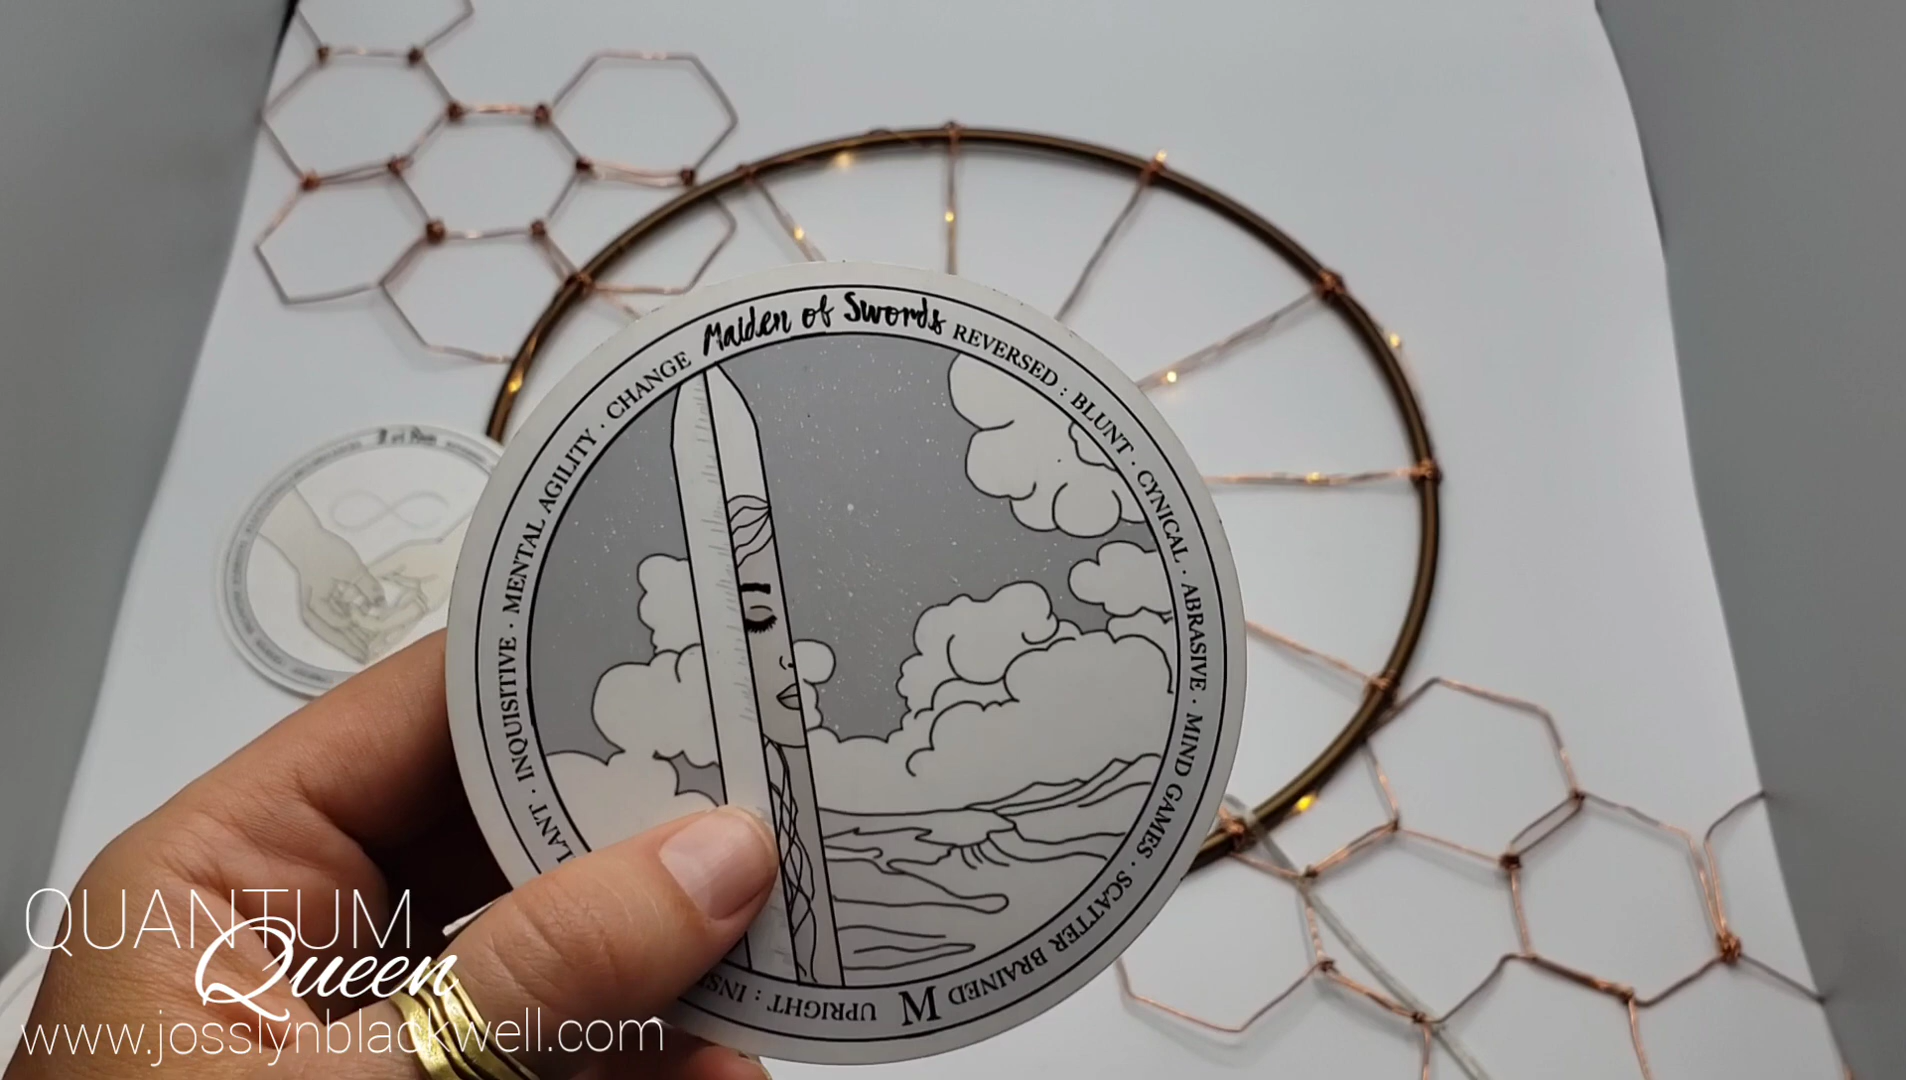 Maiden of Swords
REVERSED : BLUNT · CYNICAL · ABRASIVE · MIND GAMES · SCATTER BRAINED
M
UPRIGHT :
INQUISITIVE · MENTAL AGILITY · CHANGE
QUANTUM
Queen
www.josslynblackwell.com